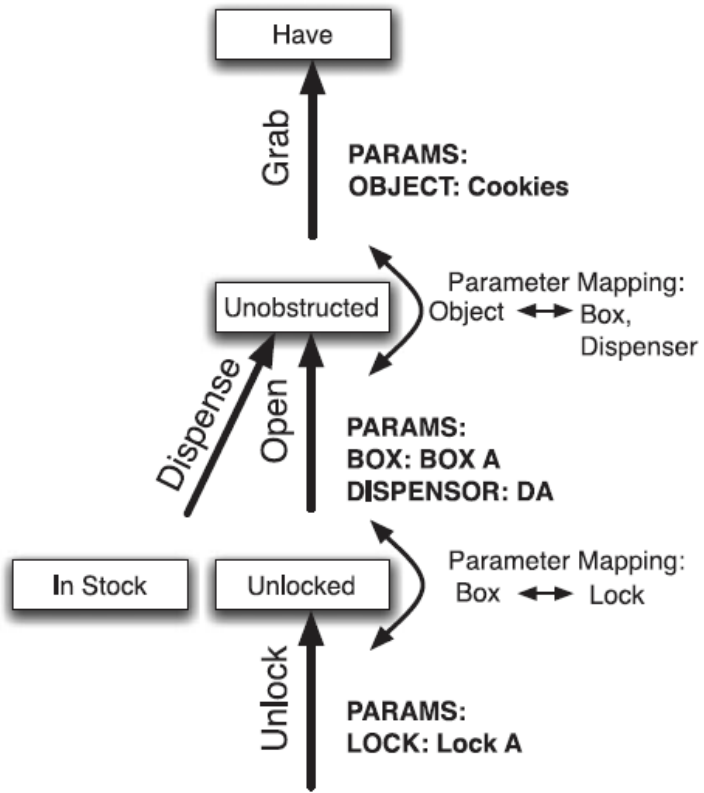 Have
Grab
PARAMS:
OBJECT: Cookies
Unobstructed
Parameter Mapping:
Object
Box,
Dispenser
Dispense
Open
PARAMS:
BOX: BOX A
DISPENSOR: DA
In Stock
Unlocked
Parameter Mapping:
Box
Lock
Unlock
PARAMS:
LOCK: Lock A